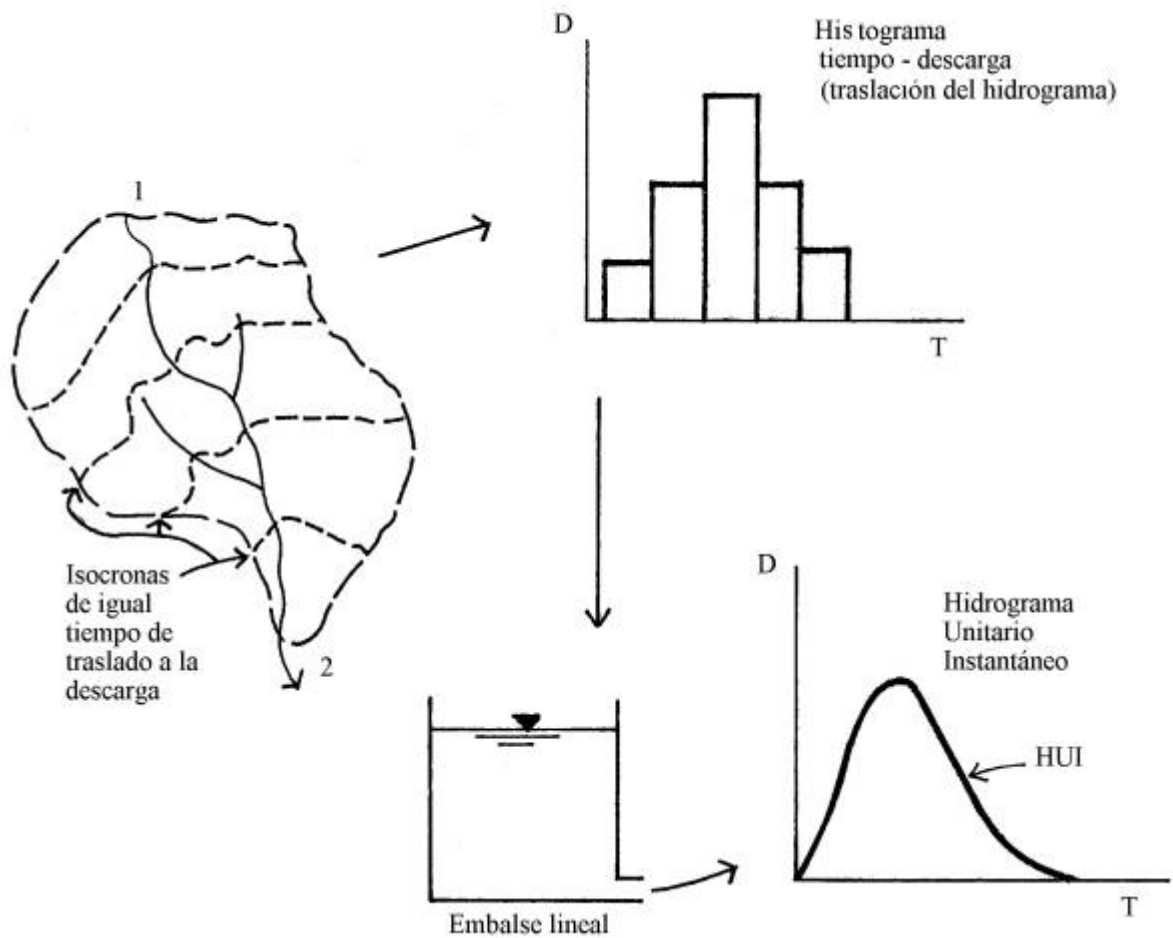 D
His tograma
tiempo - descarga
(traslación del hidrograma)
T
1
Isocronas
de igual
tiempo de
traslado a la
descarga
2
Embalse lineal
D
Hidrograma
Unitario
Instantáneo
HUI
T